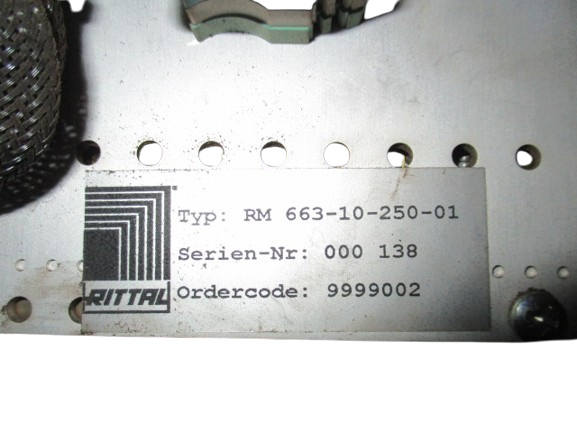 Typ: RM 663-10-250-01
Serien-Nr: 000 138
RITTAL
Ordercode: 9999002